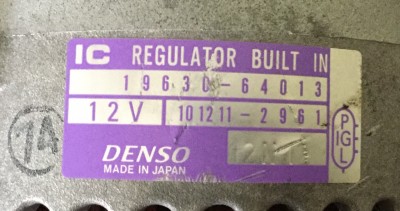 IC REGULATOR BUILT IN
19630-64013
12V 101211-2961
DENSO
MADE IN JAPAN
P
IG
L
14